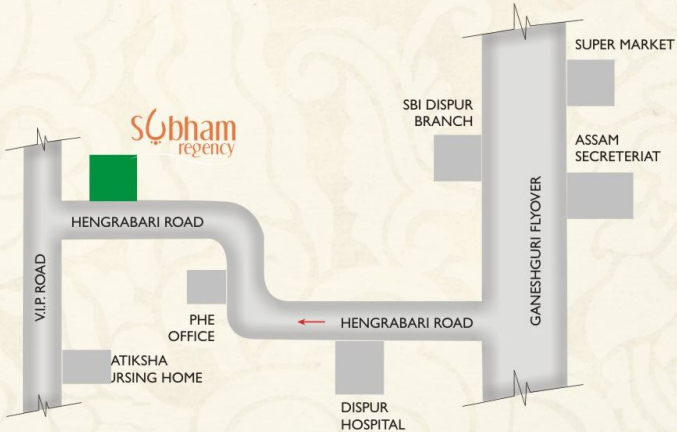 SUPER MARKET
SBI DISPUR
BRANCH
ASSAM
SECRETERIAT
Subham
regency
HENGRABARI ROAD
V.I.P. ROAD
GANESHGURI FLYOVER
PHE
OFFICE
HENGRABARI ROAD
ATIKSHA
URSING HOME
DISPUR
HOSPITAL